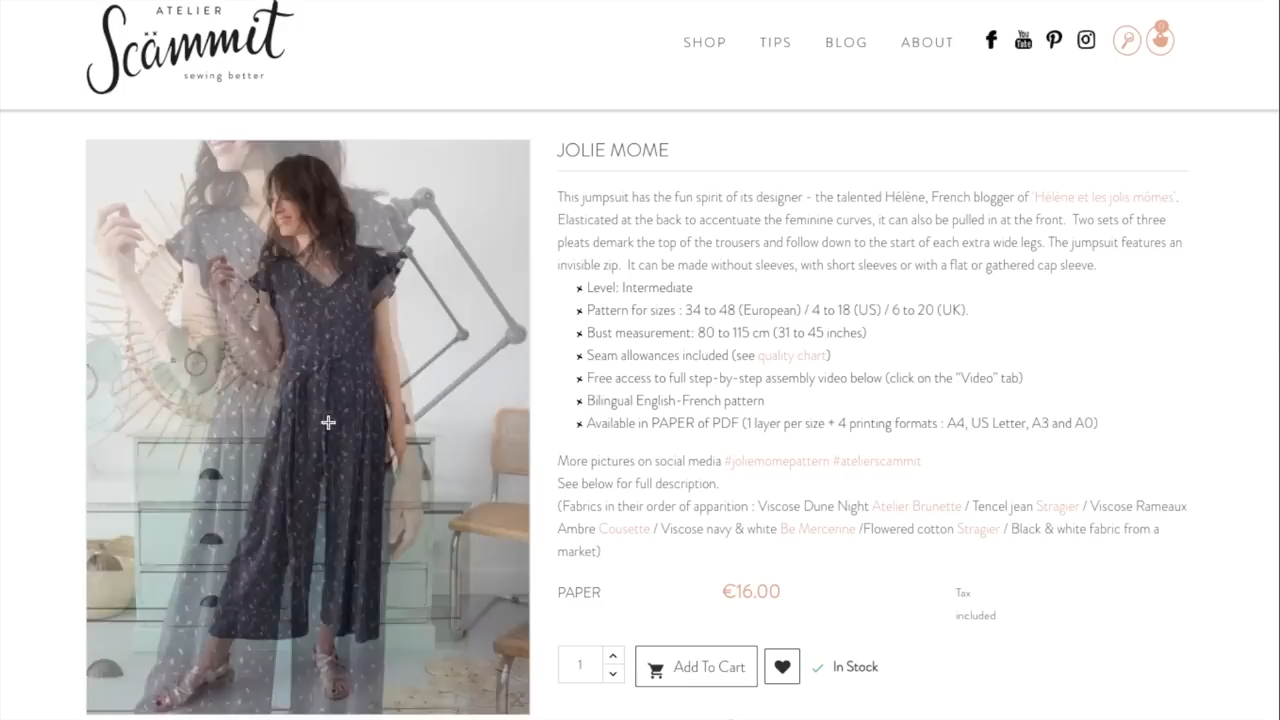 ATELIER
Scämmit
sewing better
SHOP TIPS BLOG ABOUT
You
Tube
0
JOLIE MOME
This jumpsuit has the fun spirit of its designer - the talented Hélène, French blogger of 'Hélène et les jolis mômes'.
Elasticated at the back to accentuate the feminine curves, it can also be pulled in at the front. Two sets of three
pleats demark the top of the trousers and follow down to the start of each extra wide legs. The jumpsuit features an
invisible zip. It can be made without sleeves, with short sleeves or with a flat or gathered cap sleeve.
Level: Intermediate
Pattern for sizes : 34 to 48 (European) / 4 to 18 (US) / 6 to 20 (UK).
Bust measurement: 80 to 115 cm (31 to 45 inches)
Seam allowances included (see quality chart)
Free access to full step-by-step assembly video below (click on the "Video" tab)
Bilingual English-French pattern
Available in PAPER of PDF (1 layer per size + 4 printing formats : A4, US Letter, A3 and A0)
More pictures on social media #joliemomepattern #atelierscammit
See below for full description.
(Fabrics in their order of apparition : Viscose Dune Night Atelier Brunette / Tencel jean Stragier / Viscose Rameaux
Ambre Cousette / Viscose navy & white Be Mercerine /Flowered cotton Stragier / Black & white fabric from a
market)
PAPER €16.00 Tax
included
1 Add To Cart In Stock